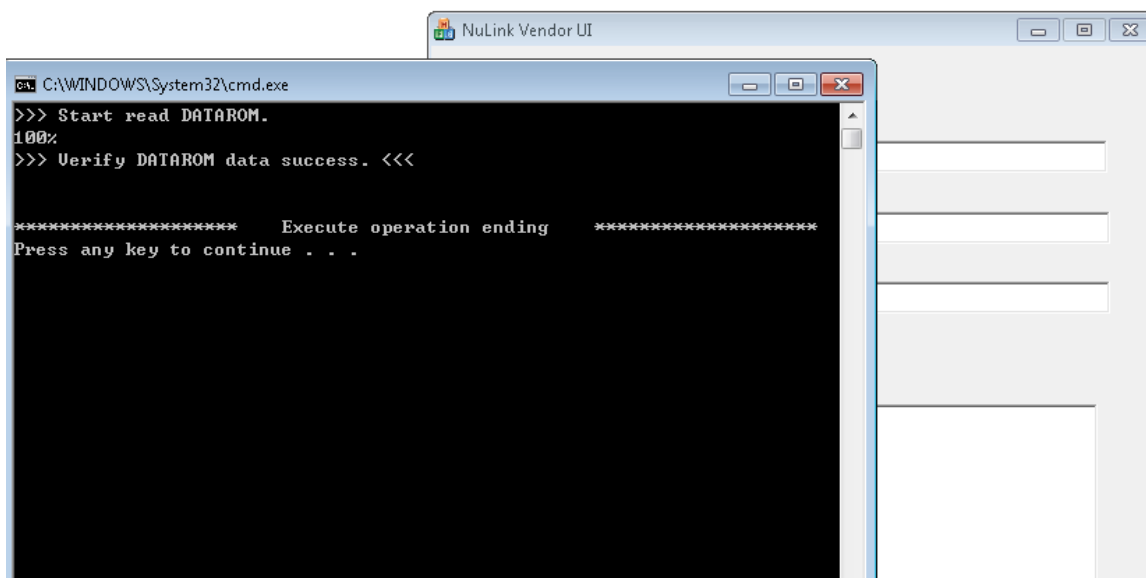 NuLink Vendor UI
C:\WINDOWS\System32\cmd.exe
>>> Start read DATAROM.
100%
>>> Verify DATAROM data success. <<<
******************** Execute operation ending ********************
Press any key to continue . . .